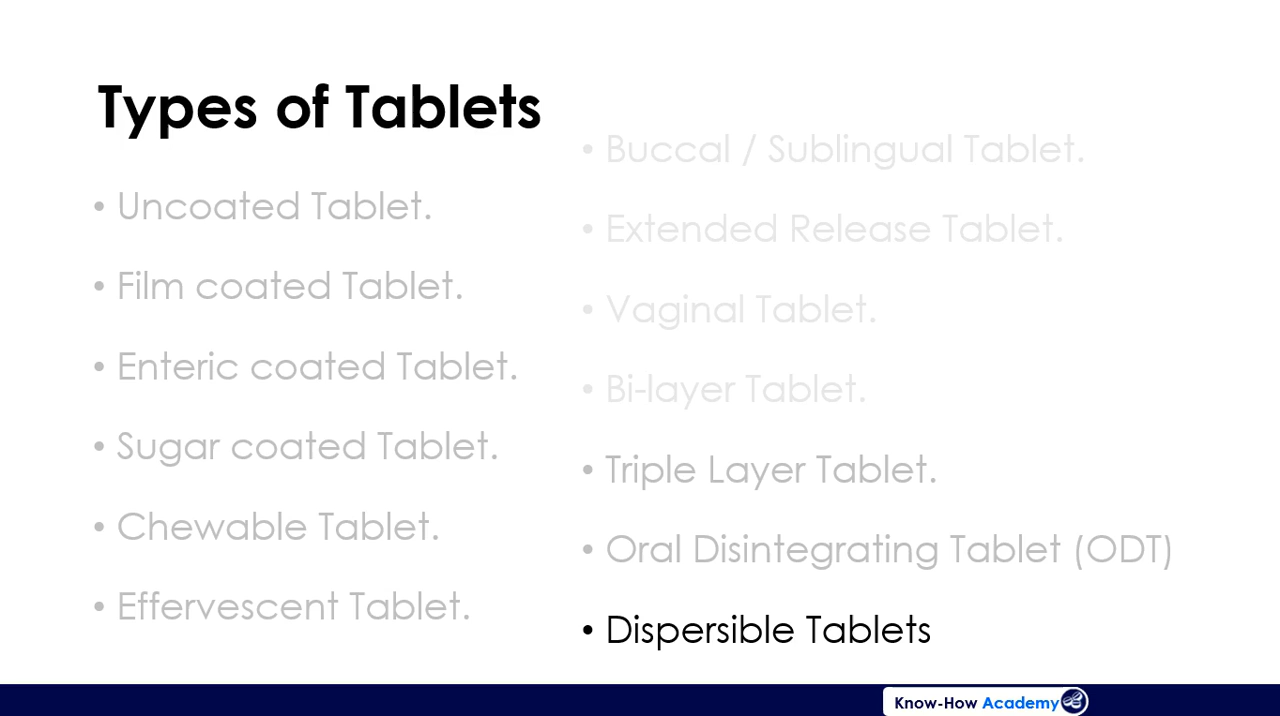 Types of Tablets
• Uncoated Tablet.
• Film coated Tablet.
• Enteric coated Tablet.
• Sugar coated Tablet.
• Chewable Tablet.
• Effervescent Tablet.
• Buccal / Sublingual Tablet.
• Extended Release Tablet.
• Vaginal Tablet.
• Bi-layer Tablet.
• Triple Layer Tablet.
• Oral Disintegrating Tablet (ODT)
• Dispersible Tablets
Know-How Academy